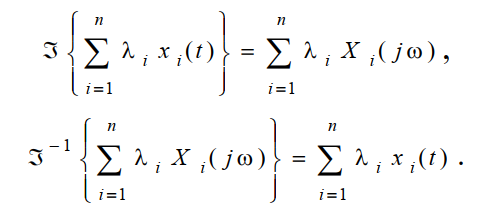 ℑ { ∑_{i=1}^{n} λ_i x_i(t) } = ∑_{i=1}^{n} λ_i X_i(jω) ,
ℑ^{-1} { ∑_{i=1}^{n} λ_i X_i(jω) } = ∑_{i=1}^{n} λ_i x_i(t) .